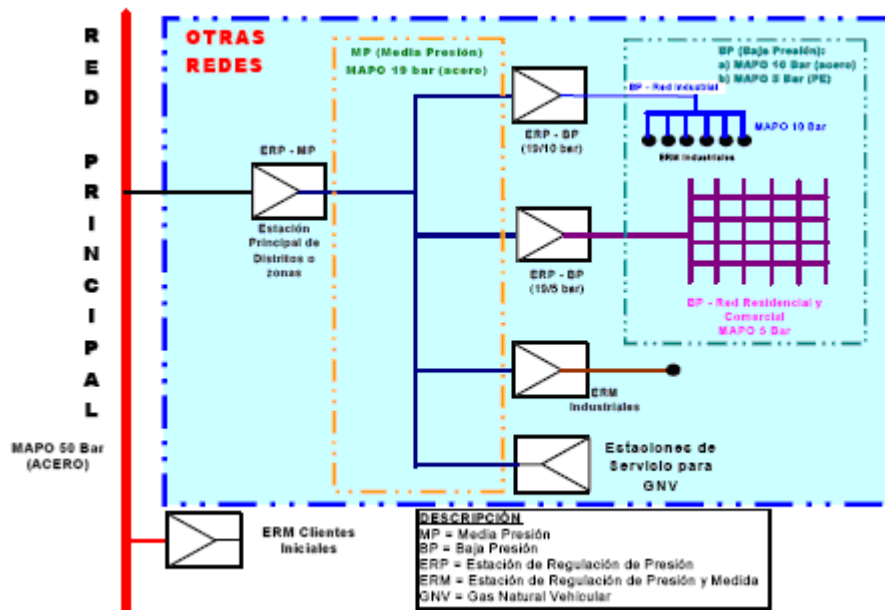 RED PRINCIPAL
MAPO 50 Bar
(ACERO)
OTRAS
REDES
MP (Media Presión)
MAPO 19 bar (acero)
BP (Baja Presión):
a) MAPO 10 Bar (acero)
b) MAPO 5 Bar (PE)
BP - Red Industrial
MAPO 10 Bar
ERM Industriales
ERP - BP
(19/10 bar)
ERP - MP
Estación
Principal de
Distritos o
zonas
ERP - BP
(19/5 bar)
BP - Red Residencial y
Comercial
MAPO 5 Bar
ERM
Industriales
Estaciones de
Servicio para
GNV
ERM Clientes
Iniciales
DESCRIPCIÓN
MP = Media Presión
BP = Baja Presión
ERP = Estación de Regulación de Presión
ERM = Estación de Regulación de Presión y Medida
GNV = Gas Natural Vehicular